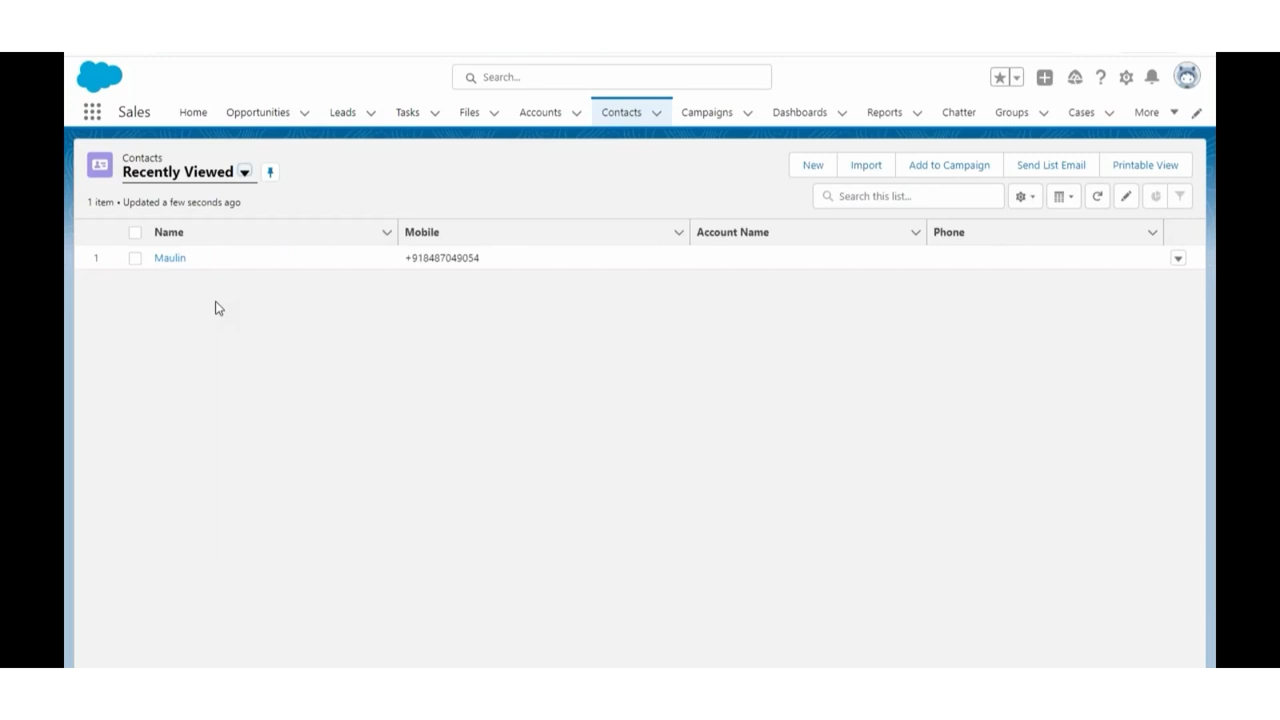 Search...
Sales Home Opportunities Leads Tasks Files Accounts Contacts Campaigns Dashboards Reports Chatter Groups Cases More
Contacts
Recently Viewed
New Import Add to Campaign Send List Email Printable View
1 item • Updated a few seconds ago
Search this list...
Name Mobile Account Name Phone
1 Maulin +918487049054